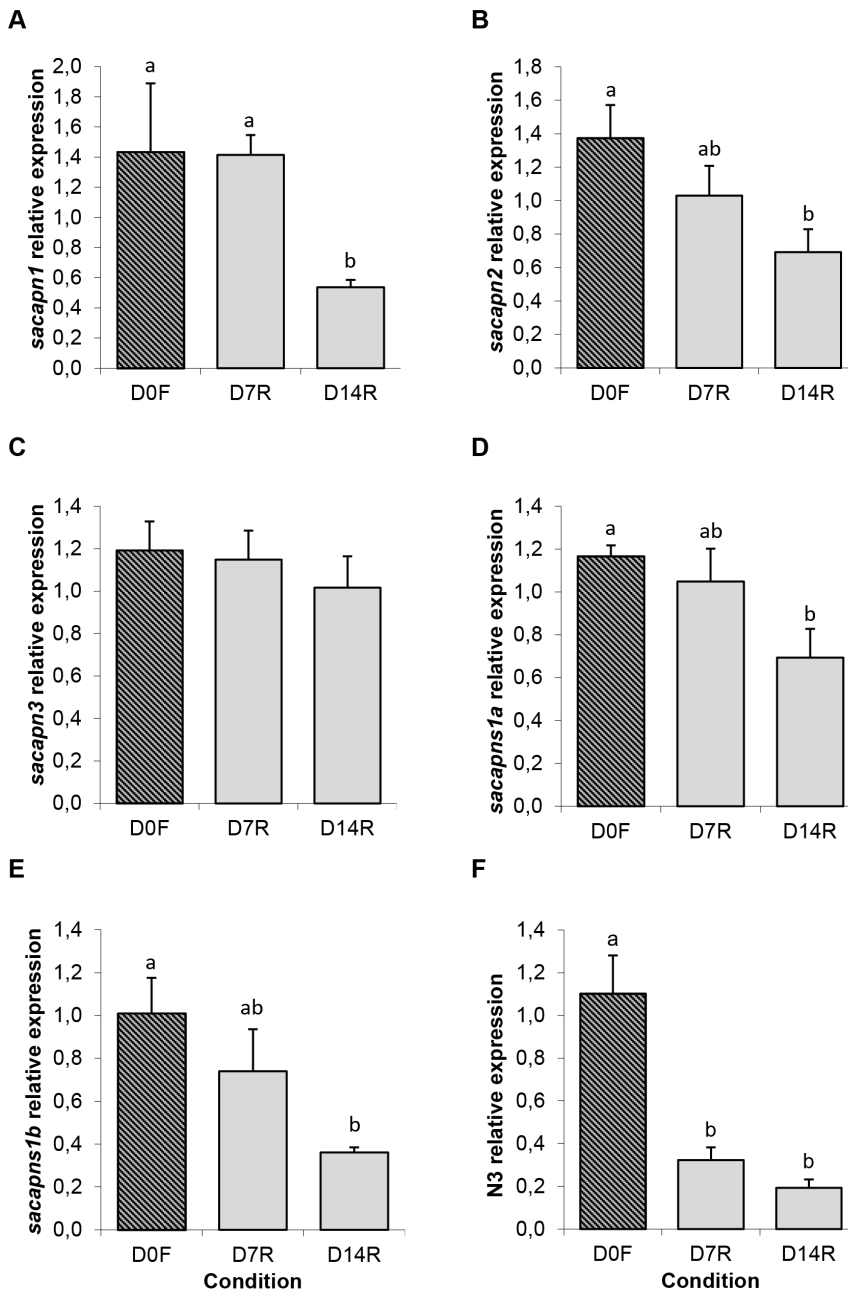 A
sacapn1 relative expression
2,0
1,8
1,6
1,4
1,2
1,0
0,8
0,6
0,4
0,2
0,0
a
a
b
D0F D7R D14R
B
sacapn2 relative expression
1,8
1,6
1,4
1,2
1,0
0,8
0,6
0,4
0,2
0,0
a
ab
b
D0F D7R D14R
C
sacapn3 relative expression
1,4
1,2
1,0
0,8
0,6
0,4
0,2
0,0
D0F D7R D14R
D
sacapns1a relative expression
1,4
1,2
1,0
0,8
0,6
0,4
0,2
0,0
a
ab
b
D0F D7R D14R
E
sacapns1b relative expression
1,4
1,2
1,0
0,8
0,6
0,4
0,2
0,0
a
ab
b
D0F D7R D14R
Condition
F
N3 relative expression
1,4
1,2
1,0
0,8
0,6
0,4
0,2
0,0
a
b
b
D0F D7R D14R
Condition